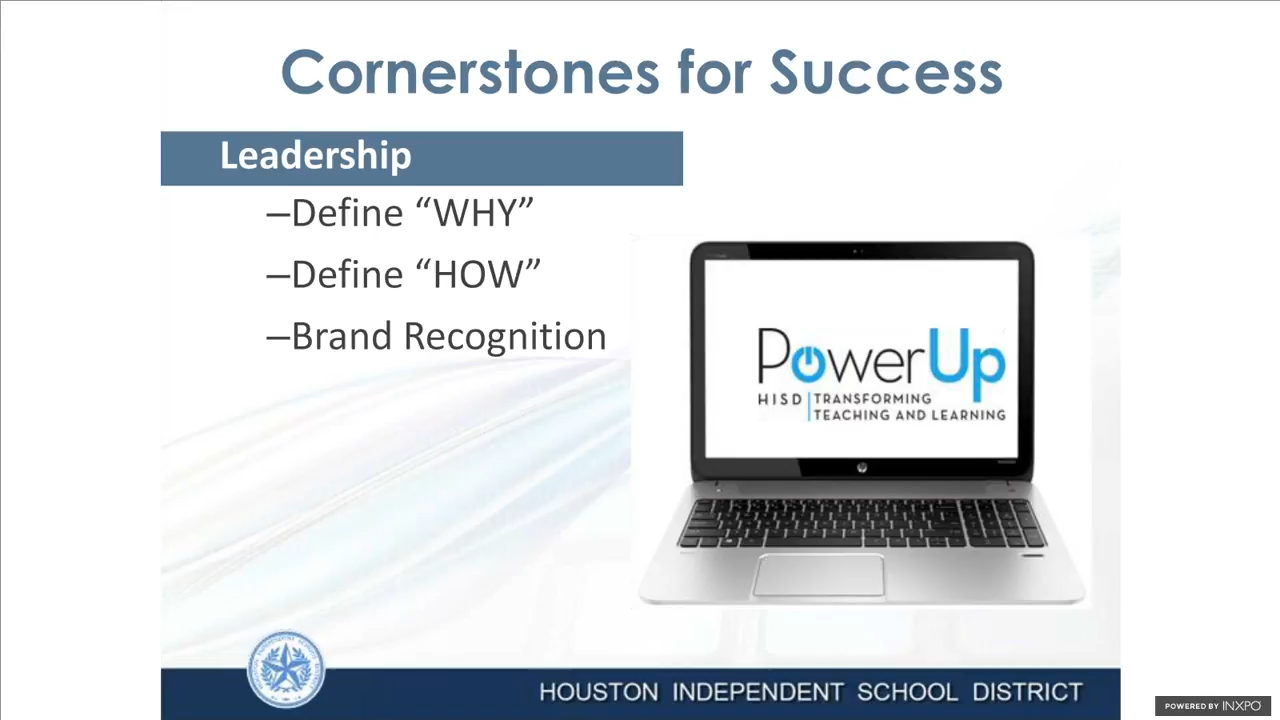 Cornerstones for Success
Leadership
–Define “WHY”
–Define “HOW”
–Brand Recognition
PowerUp
HISD TRANSFORMING
TEACHING AND LEARNING
hp
HOUSTON INDEPENDENT SCHOOL DISTRICT
POWERED BY INXPO